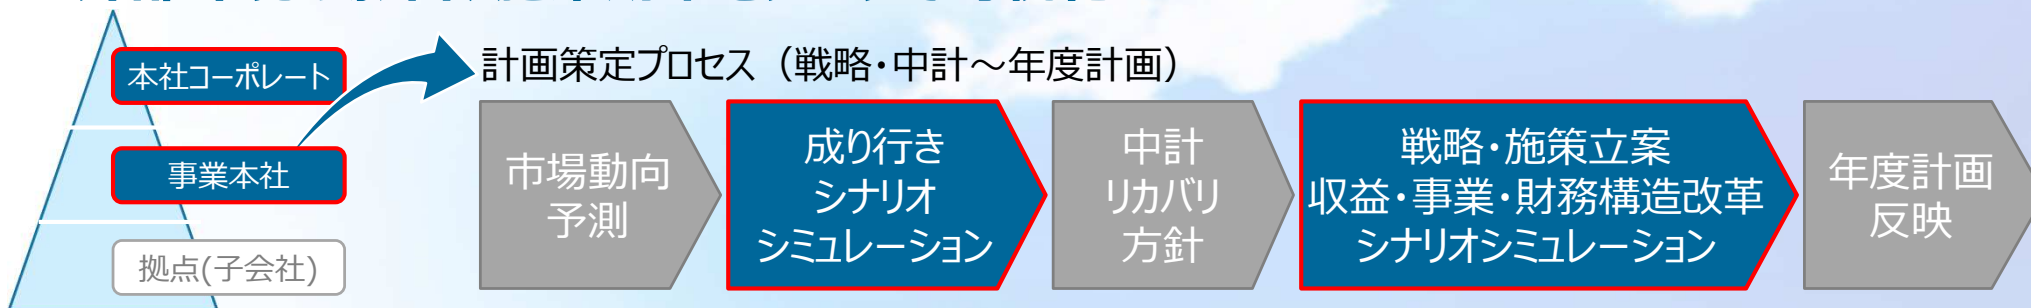 本社コーポレート
事業本社
拠点(子会社)
計画策定プロセス（戦略・中計～年度計画）
市場動向
予測
成り行き
シナリオ
シミュレーション
中計
リカバリ
方針
戦略・施策立案
収益・事業・財務構造改革
シナリオシミュレーション
年度計画
反映